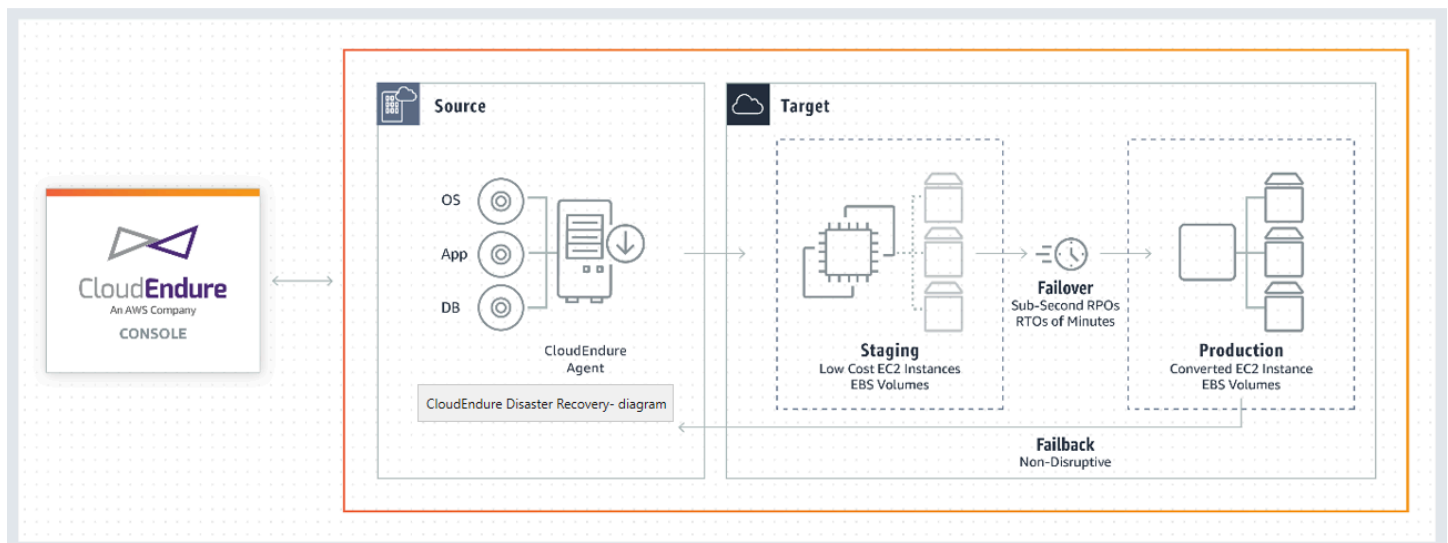 CloudEndure
An AWS Company
CONSOLE
Source
OS
App
DB
CloudEndure
Agent
CloudEndure Disaster Recovery- diagram
Target
Staging
Low Cost EC2 Instances
EBS Volumes
Failover
Sub-Second RPOs
RTOs of Minutes
Production
Converted EC2 Instance
EBS Volumes
Failback
Non-Disruptive